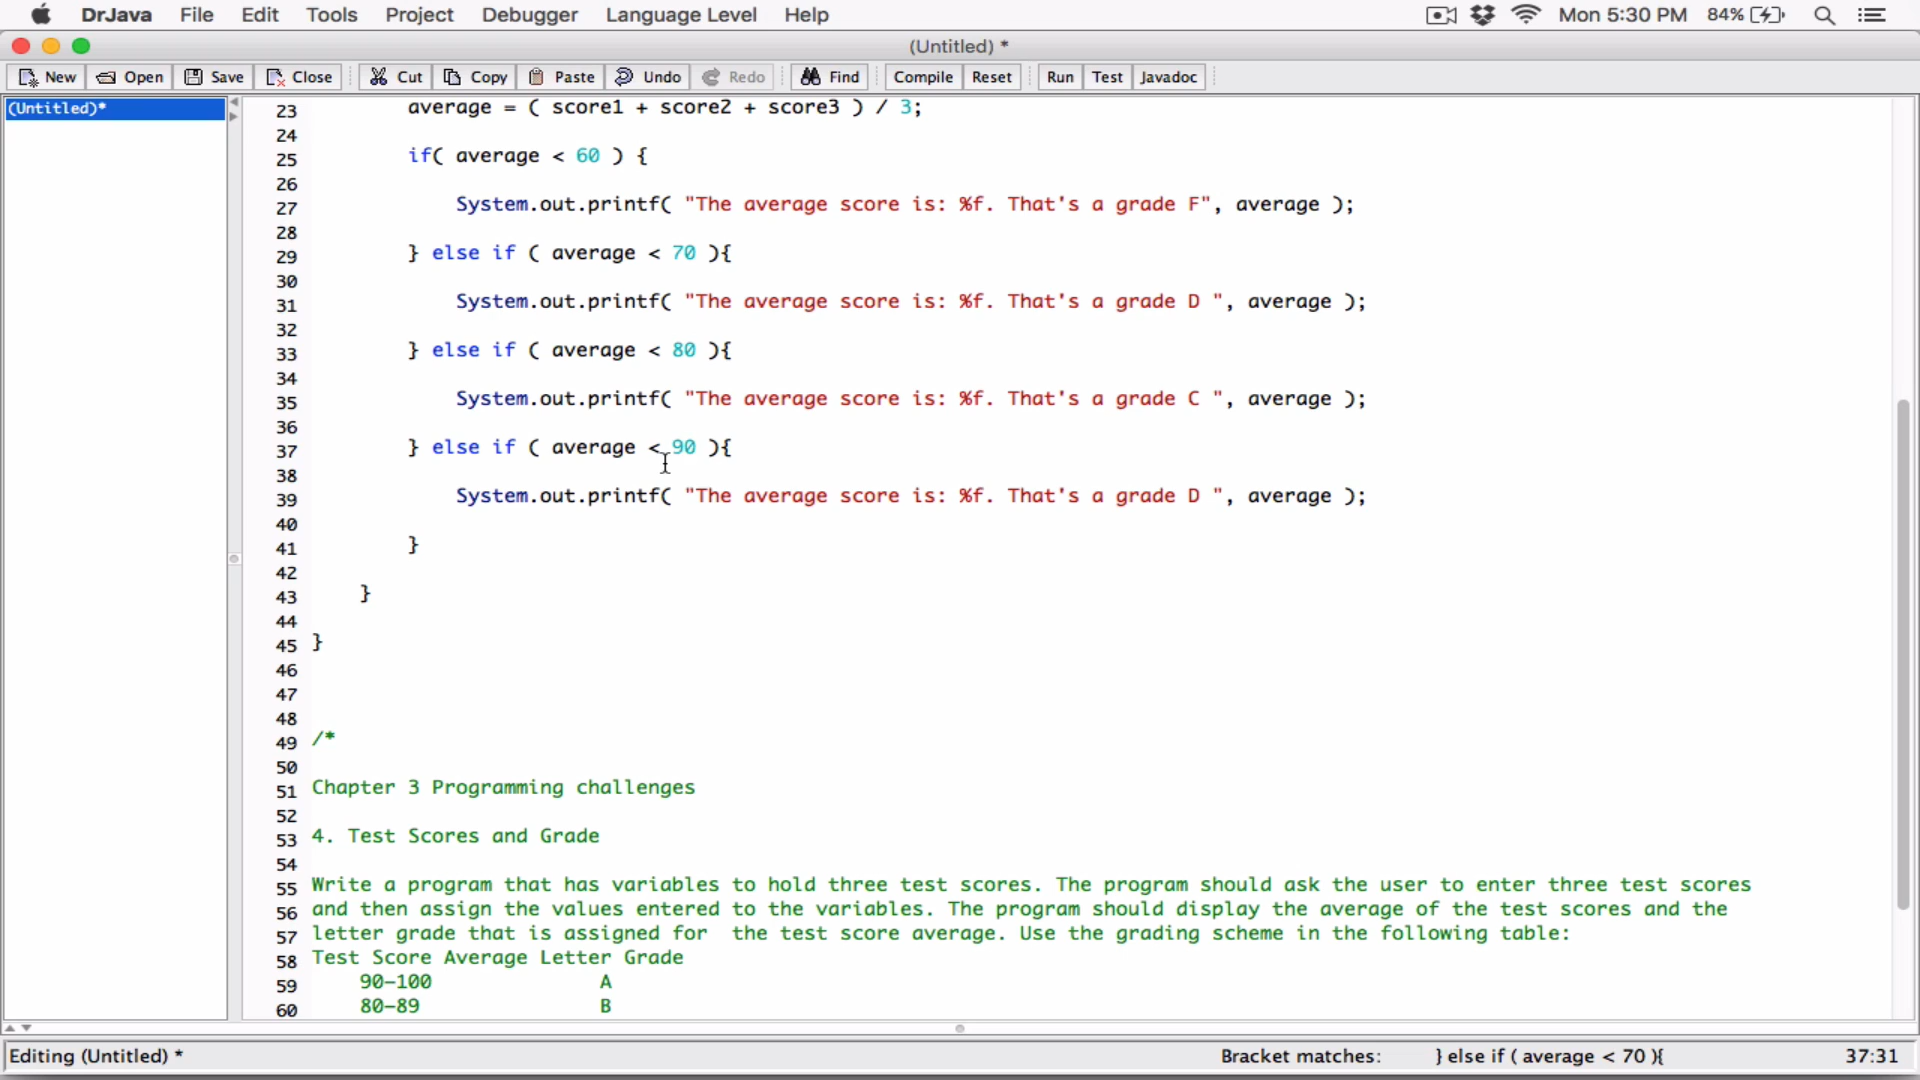 DrJava File Edit Tools Project Debugger Language Level Help Mon 5:30 PM 84%
(Untitled) *
New Open Save Close Cut Copy Paste Undo Redo Find Compile Reset Run Test Javadoc
(Untitled)*
23 average = ( score1 + score2 + score3 ) / 3;
24
25 if( average < 60 ) {
26
27 System.out.printf( "The average score is: %f. That's a grade F", average );
28
29 } else if ( average < 70 ){
30
31 System.out.printf( "The average score is: %f. That's a grade D ", average );
32
33 } else if ( average < 80 ){
34
35 System.out.printf( "The average score is: %f. That's a grade C ", average );
36
37 } else if ( average < 90 ){
38
39 System.out.printf( "The average score is: %f. That's a grade D ", average );
40
41 }
42
43 }
44
45 }
46
47
48
49 /*
50
51 Chapter 3 Programming challenges
52
53 4. Test Scores and Grade
54
55 Write a program that has variables to hold three test scores. The program should ask the user to enter three test scores
56 and then assign the values entered to the variables. The program should display the average of the test scores and the
57 letter grade that is assigned for the test score average. Use the grading scheme in the following table:
58 Test Score Average Letter Grade
59 90-100 A
60 80-89 B
Editing (Untitled) * Bracket matches: } else if ( average < 70 ){ 37:31